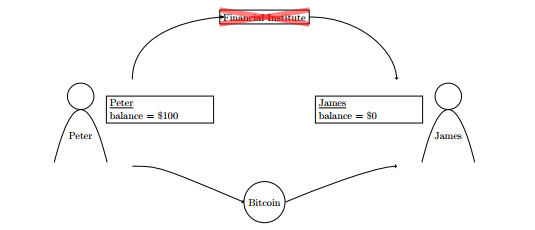 Financial Institute
Peter
balance = $100
James
balance = $0
Peter
James
Bitcoin